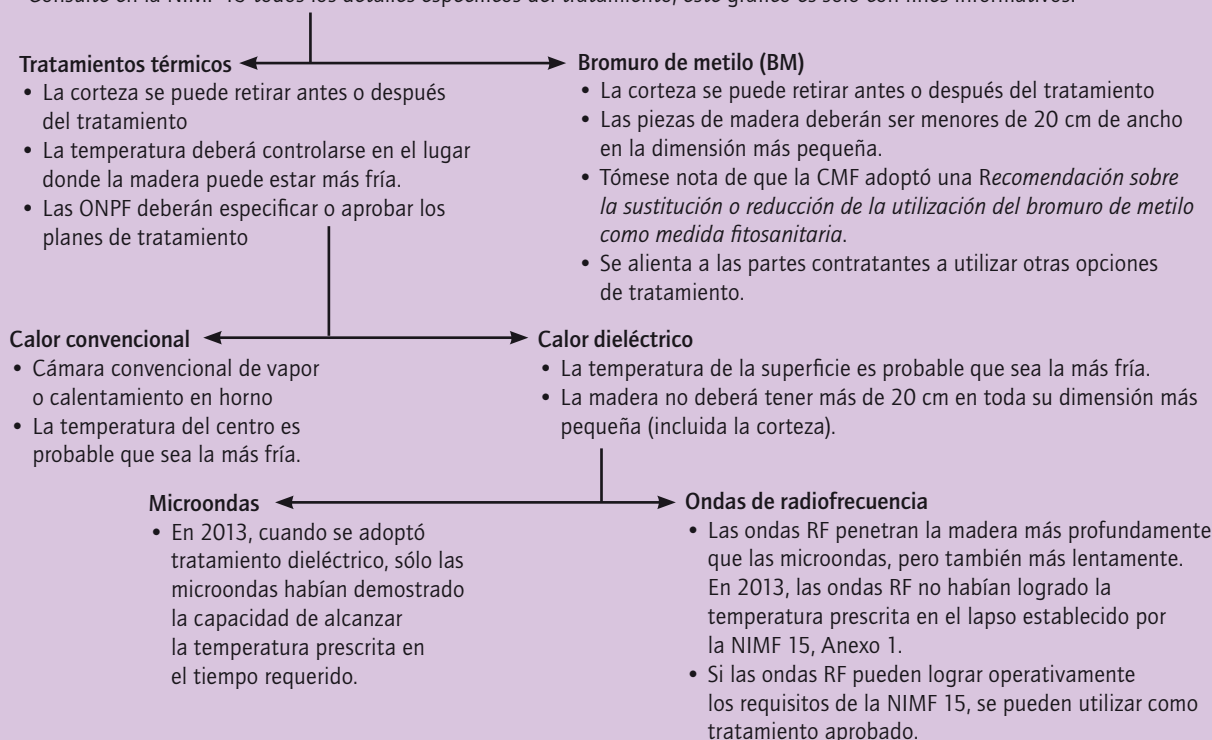 Consulte en la NIMF 15 todos los detalles específicos del tratamiento; este gráfico es sólo con fines informativos.
Tratamientos térmicos
• La corteza se puede retirar antes o después
del tratamiento
• La temperatura deberá controlarse en el lugar
donde la madera puede estar más fría.
• Las ONPF deberán especificar o aprobar los
planes de tratamiento
Bromuro de metilo (BM)
• La corteza se puede retirar antes o después del tratamiento
• Las piezas de madera deberán ser menores de 20 cm de ancho
en la dimensión más pequeña.
• Tómese nota de que la CMF adoptó una Recomendación sobre
la sustitución o reducción de la utilización del bromuro de metilo
como medida fitosanitaria.
• Se alienta a las partes contratantes a utilizar otras opciones
de tratamiento.
Calor convencional
• Cámara convencional de vapor
o calentamiento en horno
• La temperatura del centro es
probable que sea la más fría.
Calor dieléctrico
• La temperatura de la superficie es probable que sea la más fría.
• La madera no deberá tener más de 20 cm en toda su dimensión más
pequeña (incluida la corteza).
Microondas
• En 2013, cuando se adoptó
tratamiento dieléctrico, sólo las
microondas habían demostrado
la capacidad de alcanzar
la temperatura prescrita en
el tiempo requerido.
Ondas de radiofrecuencia
• Las ondas RF penetran la madera más profundamente
que las microondas, pero también más lentamente.
En 2013, las ondas RF no habían logrado la
temperatura prescrita en el lapso establecido por
la NIMF 15, Anexo 1.
• Si las ondas RF pueden lograr operativamente
los requisitos de la NIMF 15, se pueden utilizar como
tratamiento aprobado.